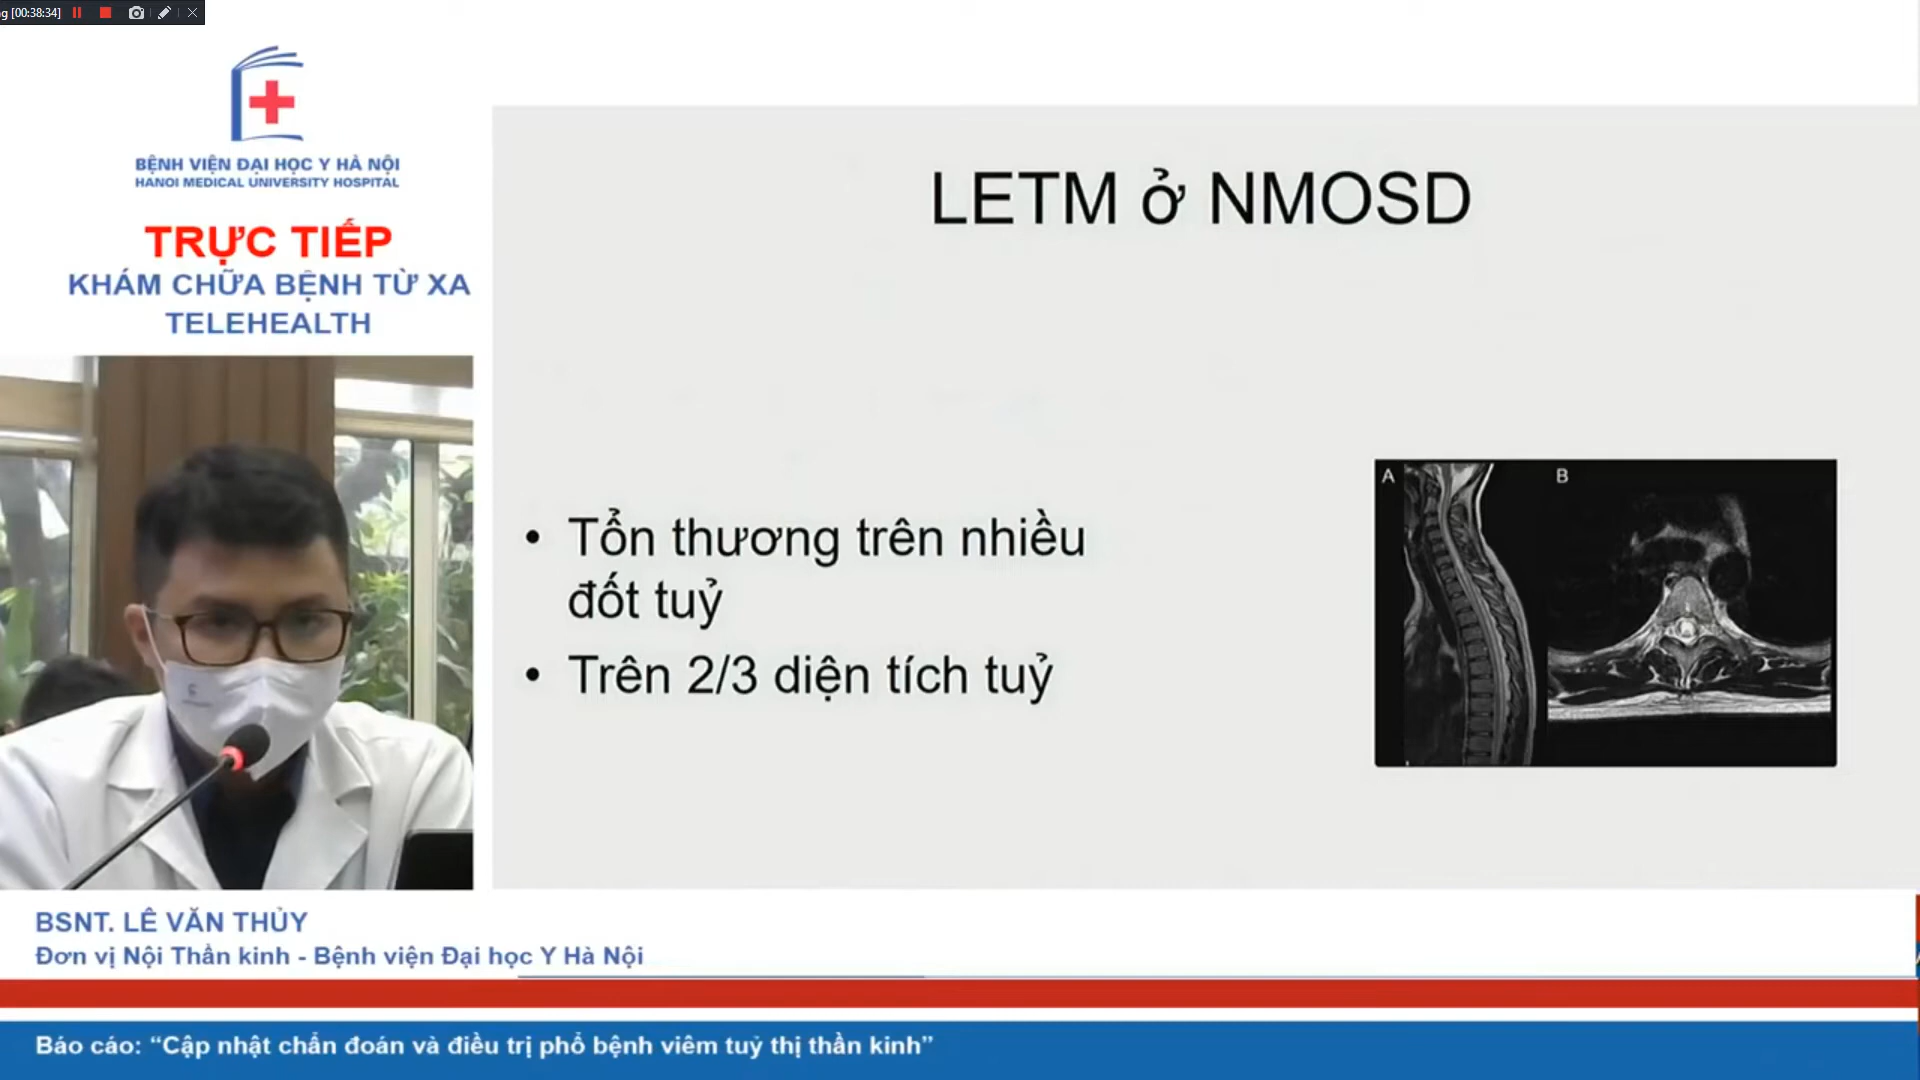 g [00:38:34]
BỆNH VIỆN ĐẠI HỌC Y HÀ NỘI
HANOI MEDICAL UNIVERSITY HOSPITAL
TRỰC TIẾP
KHÁM CHỮA BỆNH TỪ XA
TELEHEALTH
LETM ở NMOSD
• Tổn thương trên nhiều
đốt tuỷ
• Trên 2/3 diện tích tuỷ
A
B
BSNT. LÊ VĂN THỦY
Đơn vị Nội Thần kinh - Bệnh viện Đại học Y Hà Nội
Báo cáo: “Cập nhật chẩn đoán và điều trị phổ bệnh viêm tuỷ thị thần kinh”